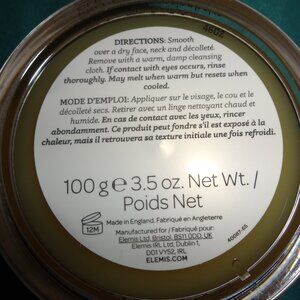 4602
DIRECTIONS: Smooth
over a dry face, neck and décolleté.
Remove with a warm, damp cleansing
cloth. If contact with eyes occurs, rinse
thoroughly. May melt when warm but resets when
cooled.
MODE D'EMPLOI: Appliquer sur le visage, le cou et le
décolleté secs. Retirer avec un linge nettoyant chaud et
humide. En cas de contact avec les yeux, rincer
abondamment. Ce produit peut fondre s'il est exposé à la
chaleur, mais il retrouvera sa texture initiale une fois refroidi.
100 g e 3.5 oz. Net Wt. /
Poids Net
12M
Made in England. Fabriqué en Angleterre
Manufactured for / Fabriqué pour:
Elemis Ltd, Bristol, BS11 0DD, UK
Elemis IRL Ltd, Dublin 1,
D01 VY52, IRL
ELEMIS.COM